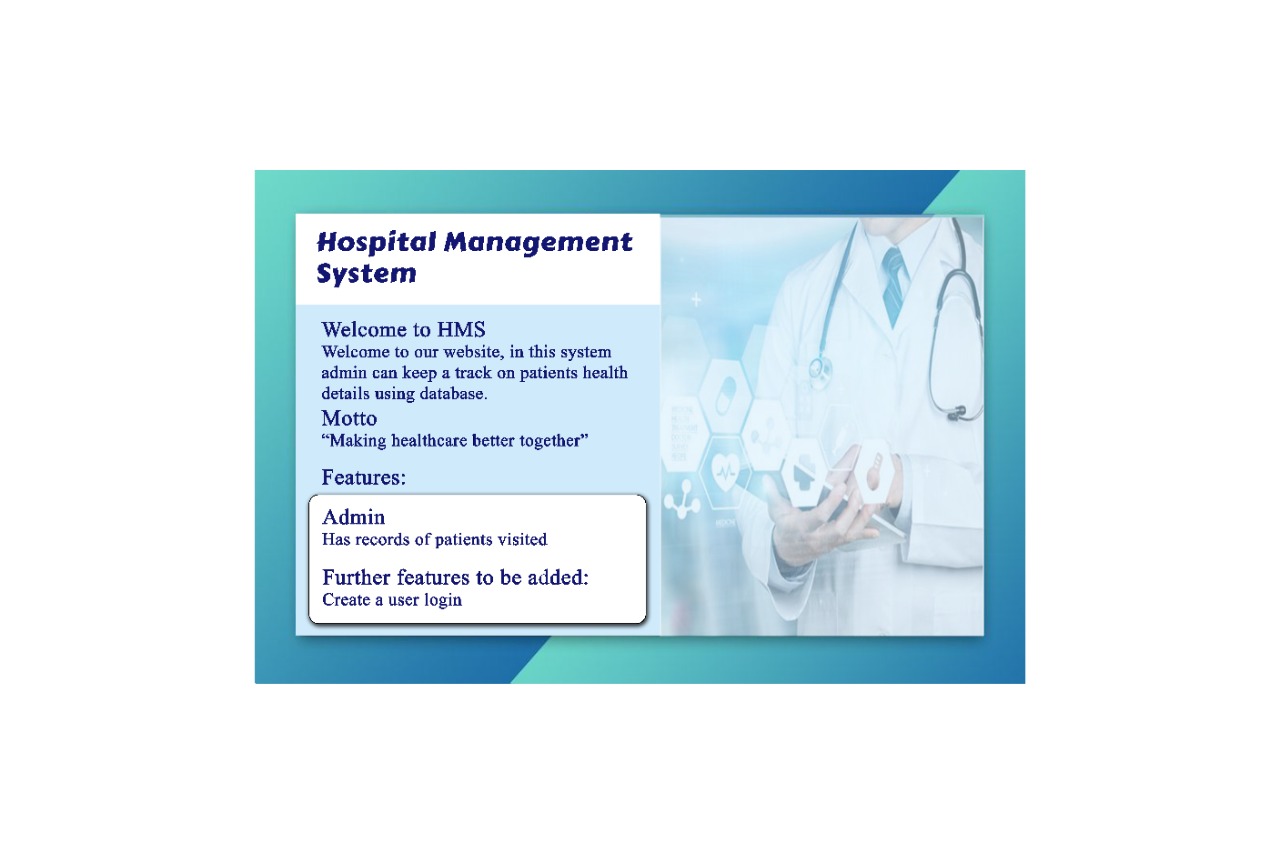 Hospital Management
System
Welcome to HMS
Welcome to our website, in this system
admin can keep a track on patients health
details using database.
Motto
“Making healthcare better together”
Features:
Admin
Has records of patients visited
Further features to be added:
Create a user login